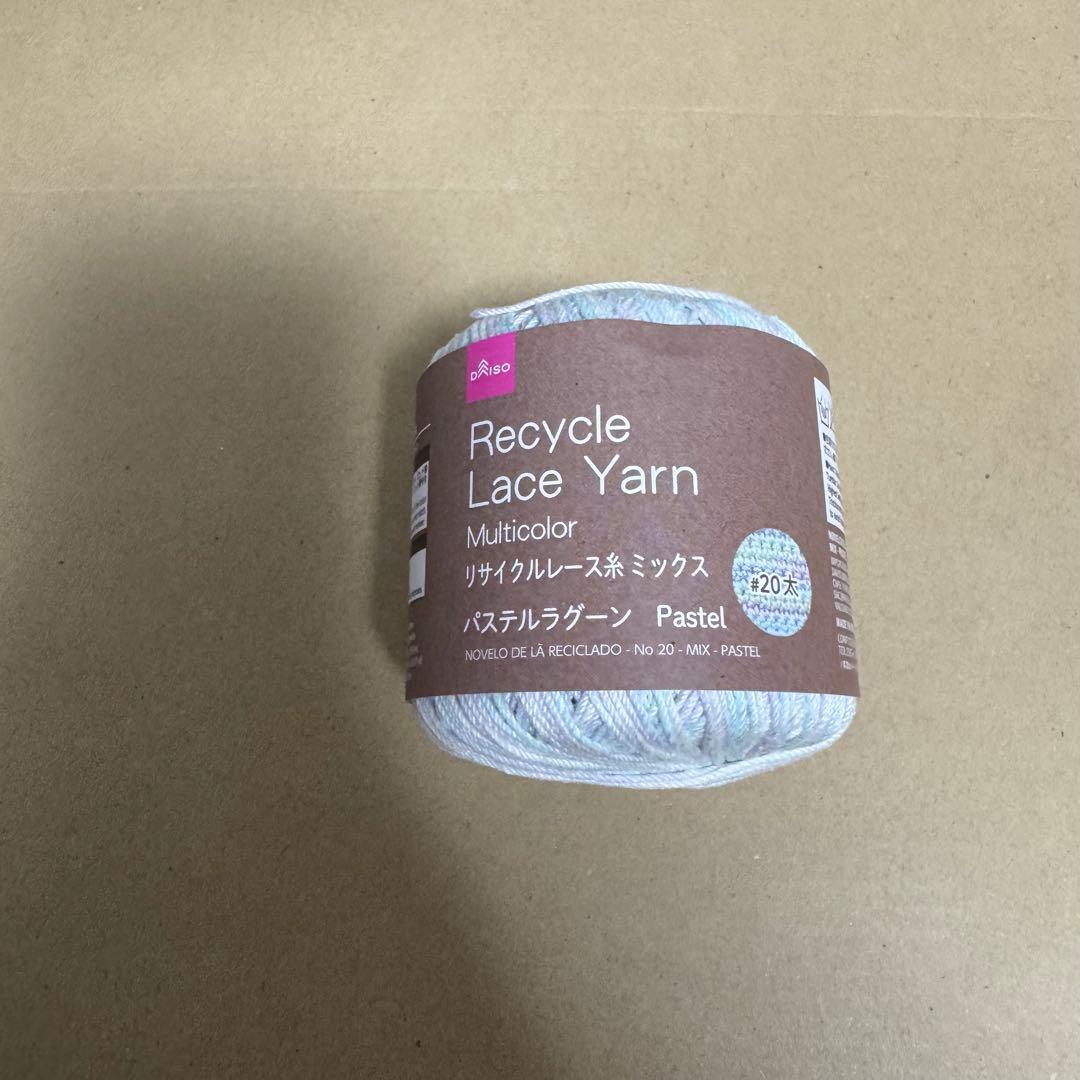 DAISO
Recycle
Lace Yarn
Multicolor
リサイクルレース糸 ミックス
#20太
パステルラグーン Pastel
NOVELO DE LÀ RECICLADO - No 20 - MIX - PASTEL